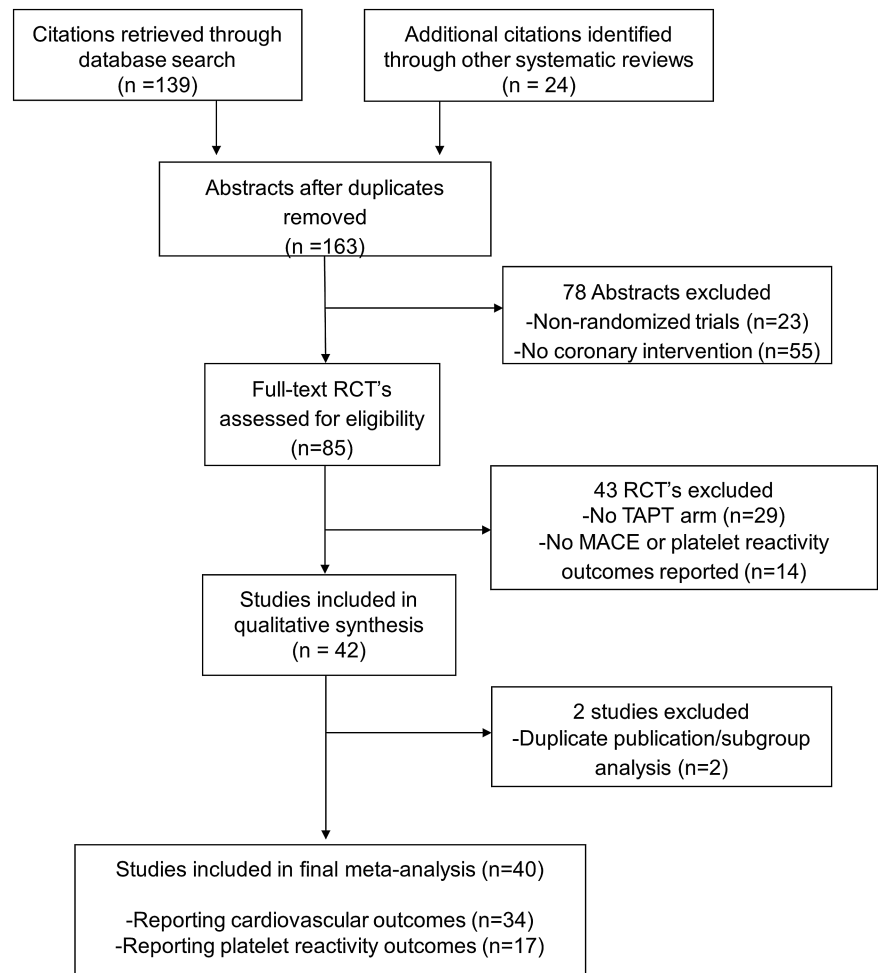 Citations retrieved through
database search
(n =139)
Additional citations identified
through other systematic reviews
(n = 24)
Abstracts after duplicates
removed
(n =163)
78 Abstracts excluded
-Non-randomized trials (n=23)
-No coronary intervention (n=55)
Full-text RCT’s
assessed for eligibility
(n=85)
43 RCT’s excluded
-No TAPT arm (n=29)
-No MACE or platelet reactivity
outcomes reported (n=14)
Studies included in
qualitative synthesis
(n = 42)
2 studies excluded
-Duplicate publication/subgroup
analysis (n=2)
Studies included in final meta-analysis (n=40)
-Reporting cardiovascular outcomes (n=34)
-Reporting platelet reactivity outcomes (n=17)